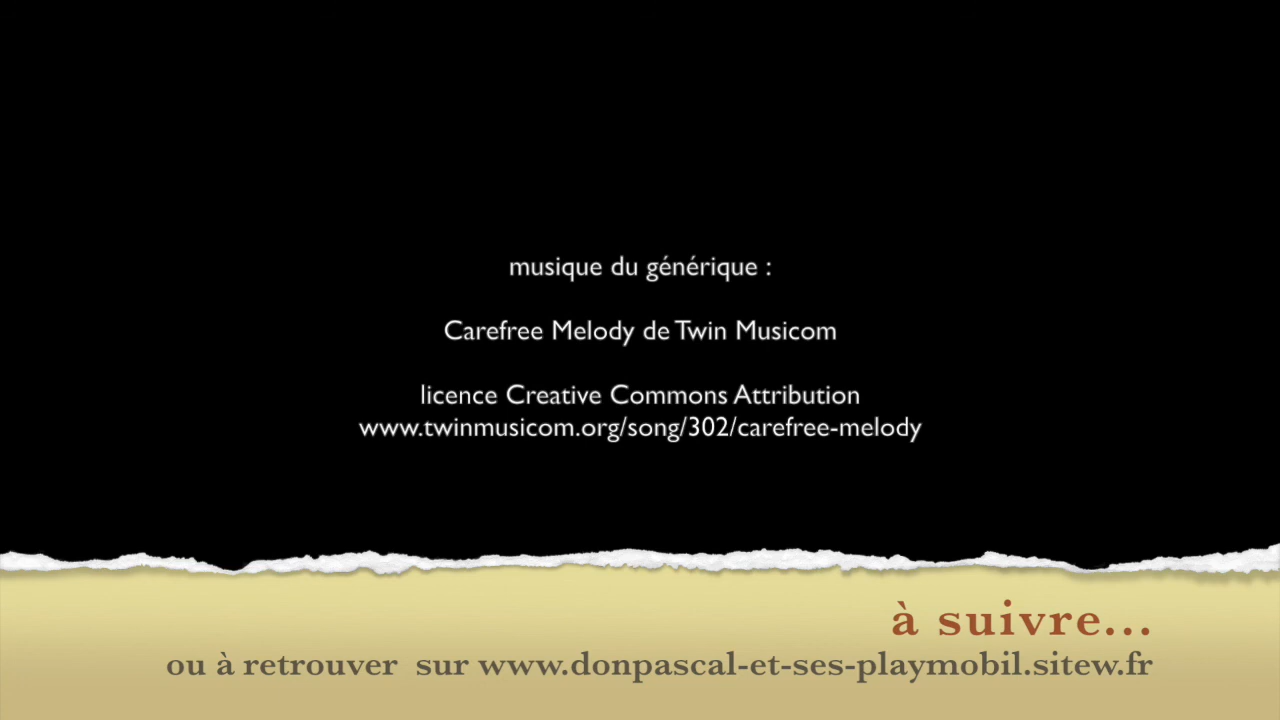 musique du générique :
Carefree Melody de Twin Musicom
licence Creative Commons Attribution
www.twinmusicom.org/song/302/carefree-melody
à suivre...
ou à retrouver sur www.donpascal-et-ses-playmobil.sitew.fr